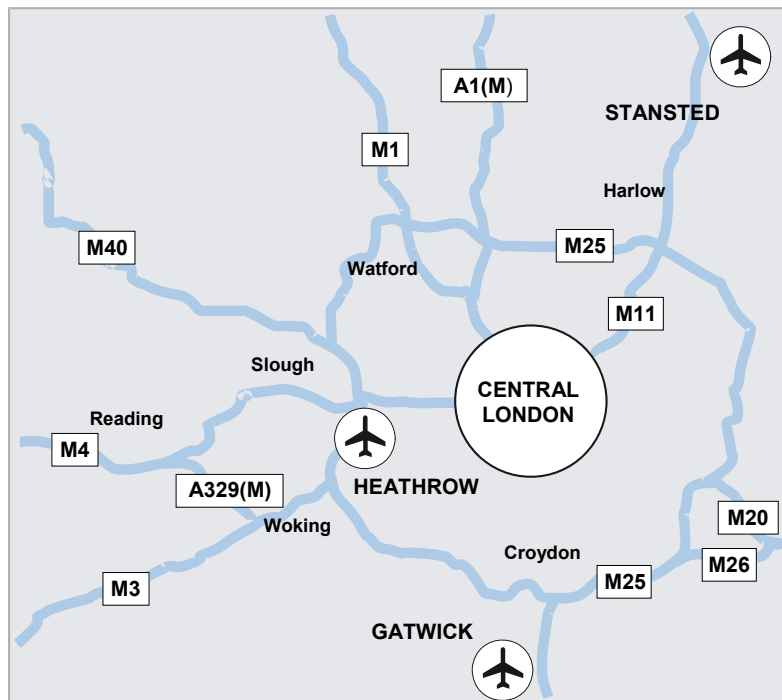 A1(M)
STANSTED
M1
Harlow
M40
M25
Watford
M11
Slough
CENTRAL
LONDON
Reading
M4
HEATHROW
A329(M)
Woking
M20
Croydon
M26
M3
M25
GATWICK